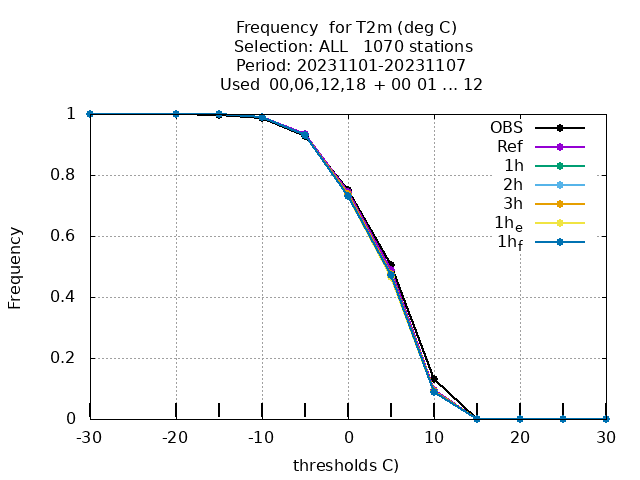 Frequency  for T2m (deg C)
Selection: ALL   1070 stations
Period: 20231101-20231107
Used  00,06,12,18  + 00 01 ... 12
OBS
Ref
1h
2h
3h
1he
1hf
1
0.8
0.6
0.4
0.2
0
Frequency
-30 -20 -10 0 10 20 30
thresholds C)